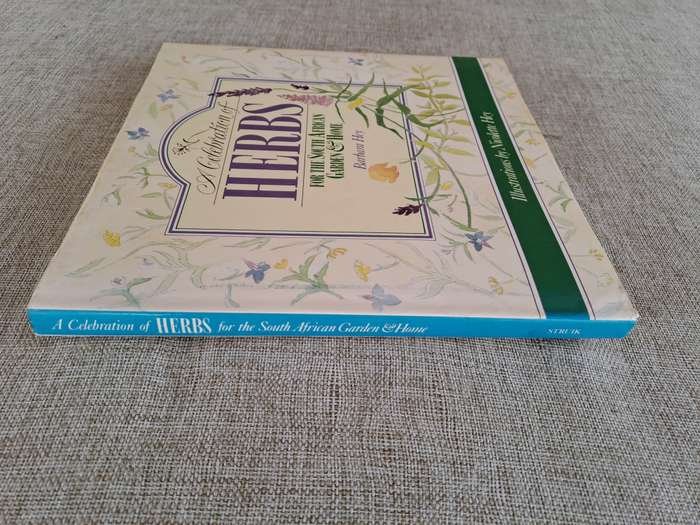 A Celebration of
HERBS
FOR THE SOUTH AFRICAN
GARDEN & HOME
Barbara Hey
Illustrations by Nicolette Hey
A Celebration of HERBS for the South African Garden & Home STRUIK